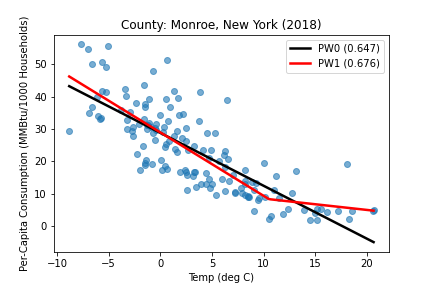 County: Monroe, New York (2018)
PW0 (0.647)
PW1 (0.676)
Per-Capita Consumption (MMBtu/1000 Households)
50
40
30
20
10
0
−10 −5 0 5 10 15 20
Temp (deg C)